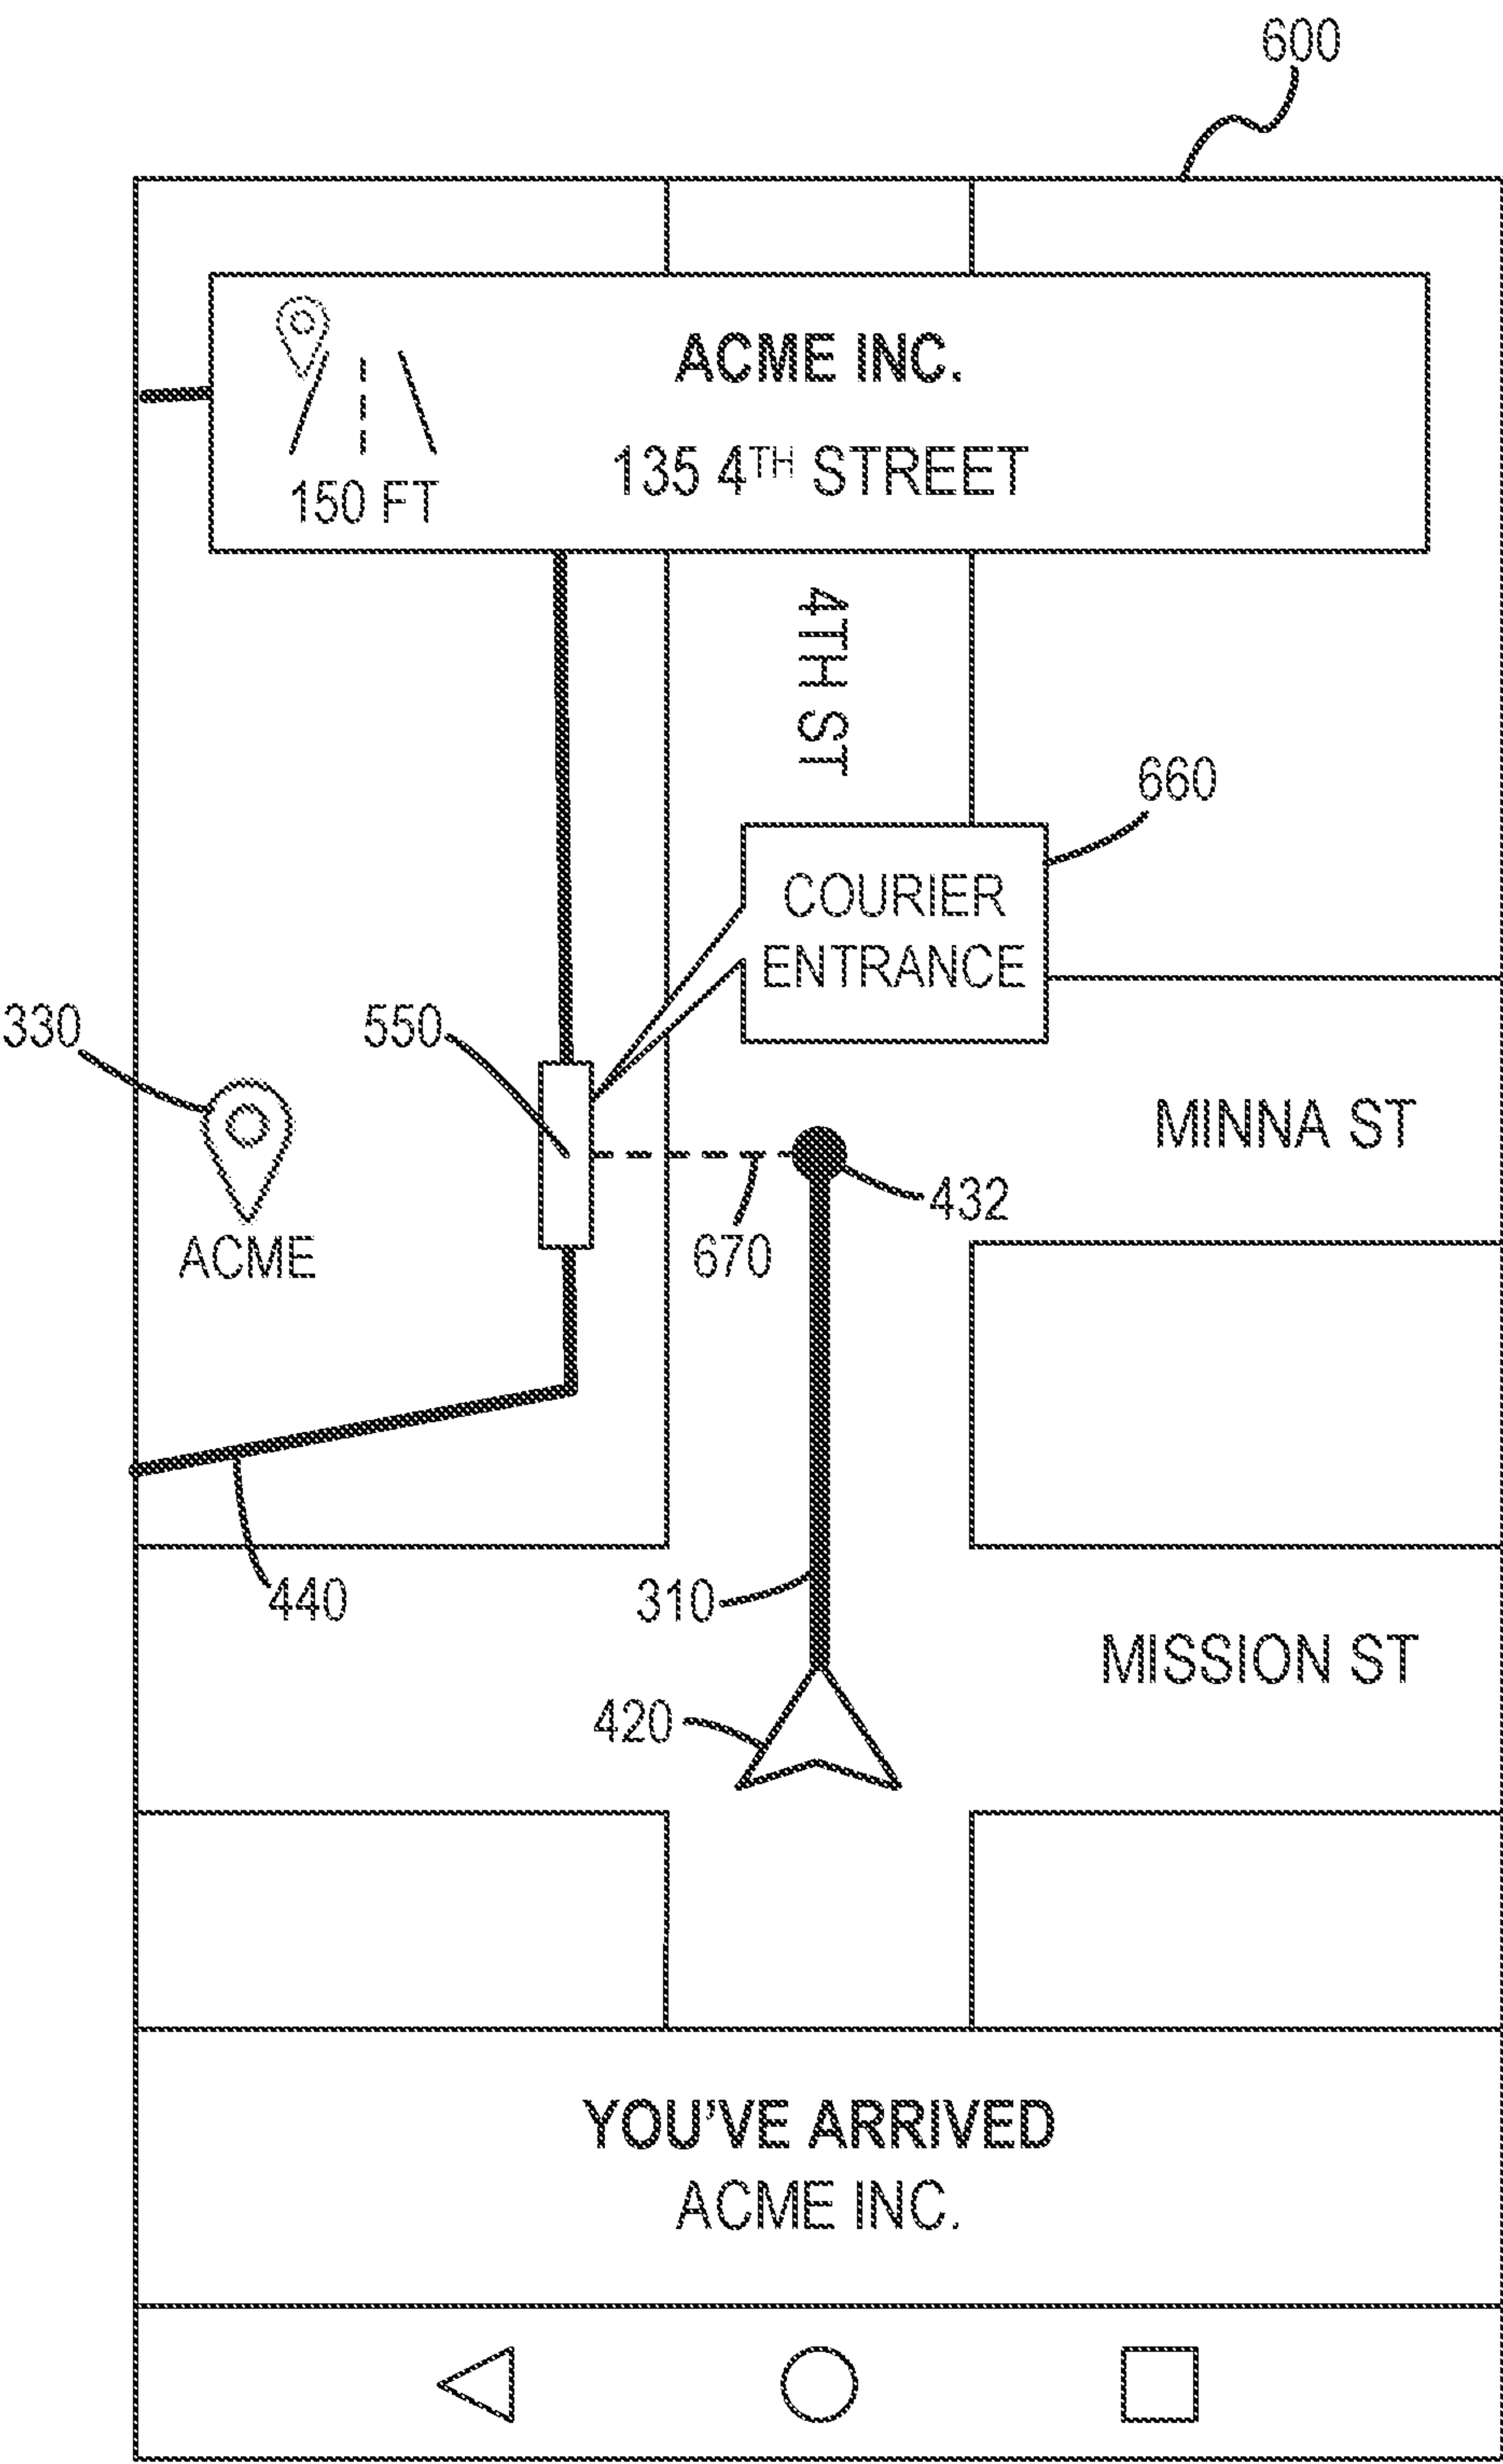 600
ACME INC.
135 4TH STREET
150 FT
4TH ST
660
COURIER
ENTRANCE
330
550
MINNA ST
432
670
ACME
440
310
MISSION ST
420
YOU'VE ARRIVED
ACME INC.